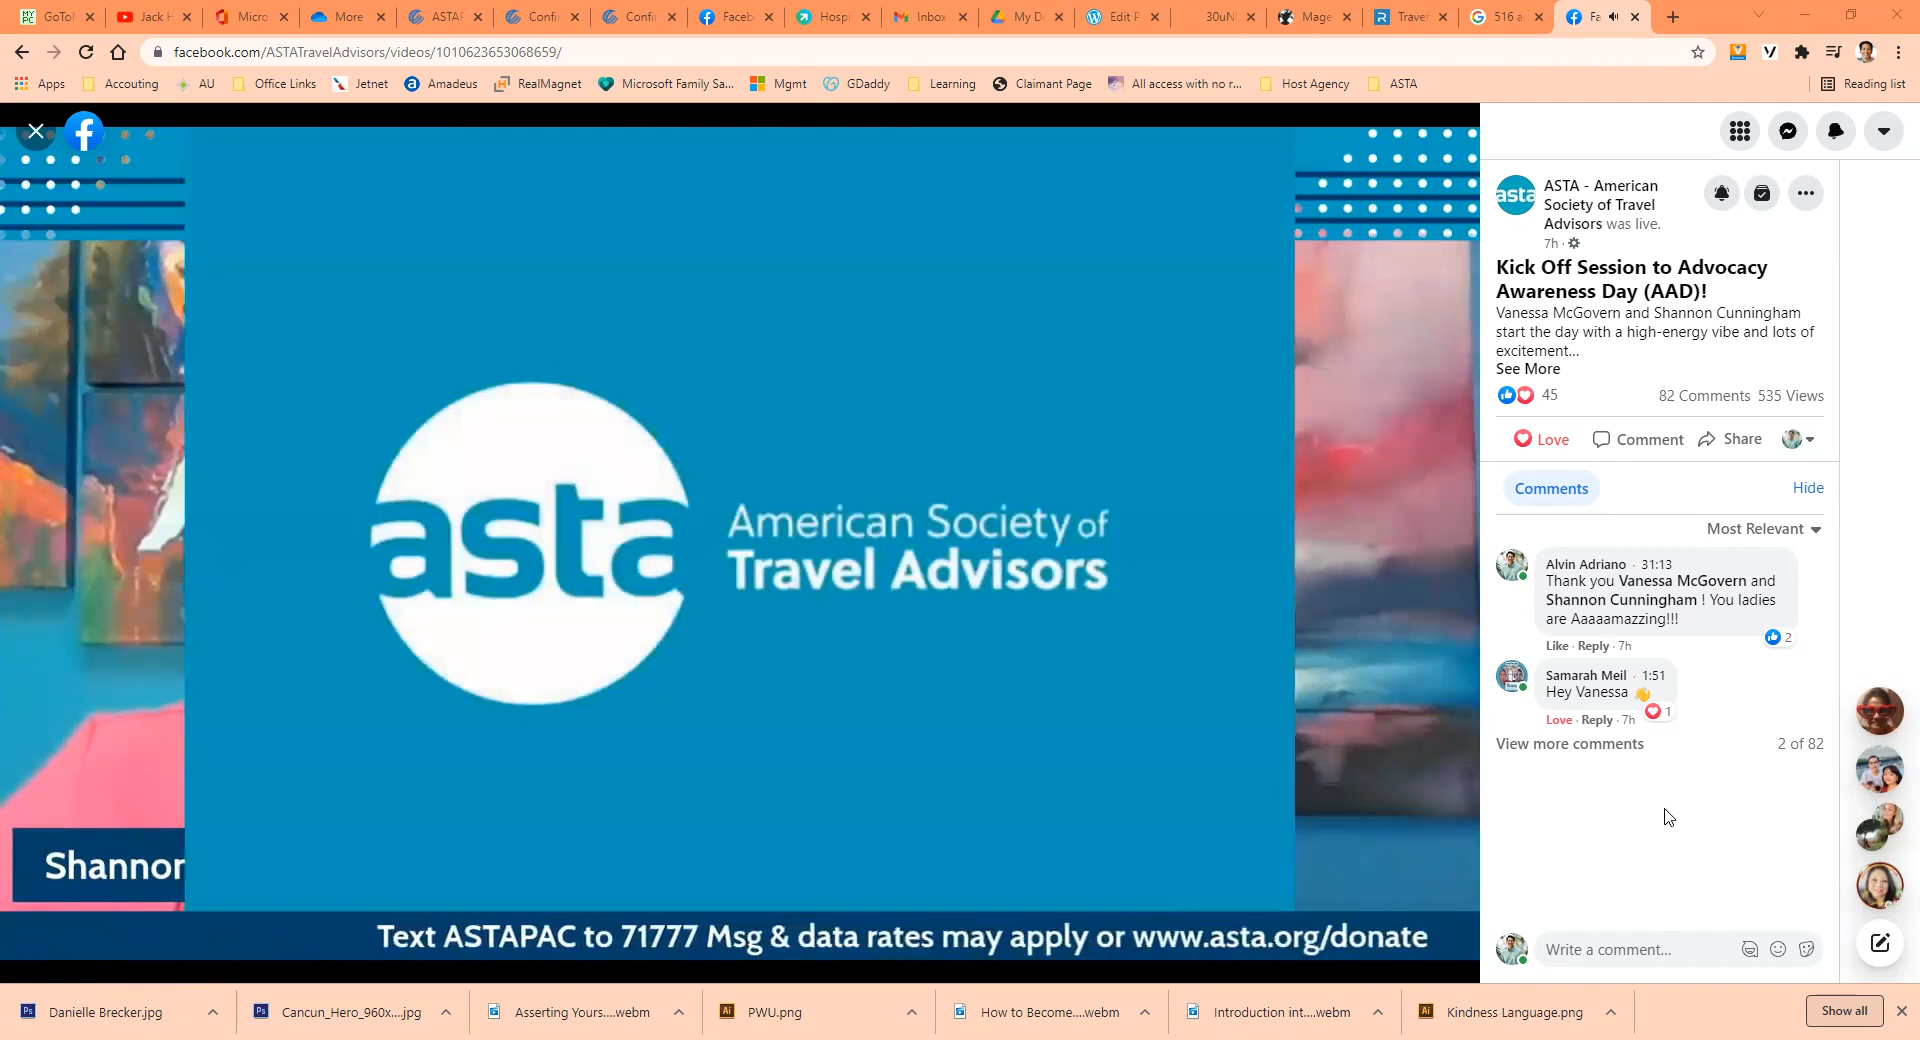 GoTo
Jack H
Micro
More
ASTAF
Confi
Confi
Faceb
Hospi
Inbox
My D
Edit P
30uN
Mage
Travel
516 a
Fa
facebook.com/ASTATravelAdvisors/videos/1010623653068659/
Apps
Accouting
AU
Office Links
Jetnet
Amadeus
RealMagnet
Microsoft Family Sa...
Mgmt
GDaddy
Learning
Claimant Page
All access with no r...
Host Agency
ASTA
Reading list
asta
American Society of
Travel Advisors
Shannon
Text ASTAPAC to 71777 Msg & data rates may apply or www.asta.org/donate
asta
ASTA - American
Society of Travel
Advisors was live.
7h ·
Kick Off Session to Advocacy
Awareness Day (AAD)!
Vanessa McGovern and Shannon Cunningham
start the day with a high-energy vibe and lots of
excitement...
See More
45
82 Comments 535 Views
Love
Comment
Share
Comments
Hide
Most Relevant
Alvin Adriano · 31:13
Thank you Vanessa McGovern and
Shannon Cunningham ! You ladies
are Aaaaamazzing!!!
2
Like · Reply · 7h
Samarah Meil · 1:51
Hey Vanessa 👋
1
Love · Reply · 7h
View more comments
2 of 82
Write a comment...
Danielle Brecker.jpg
Cancun_Hero_960x....jpg
Asserting Yours....webm
PWU.png
How to Become....webm
Introduction int....webm
Kindness Language.png
Show all